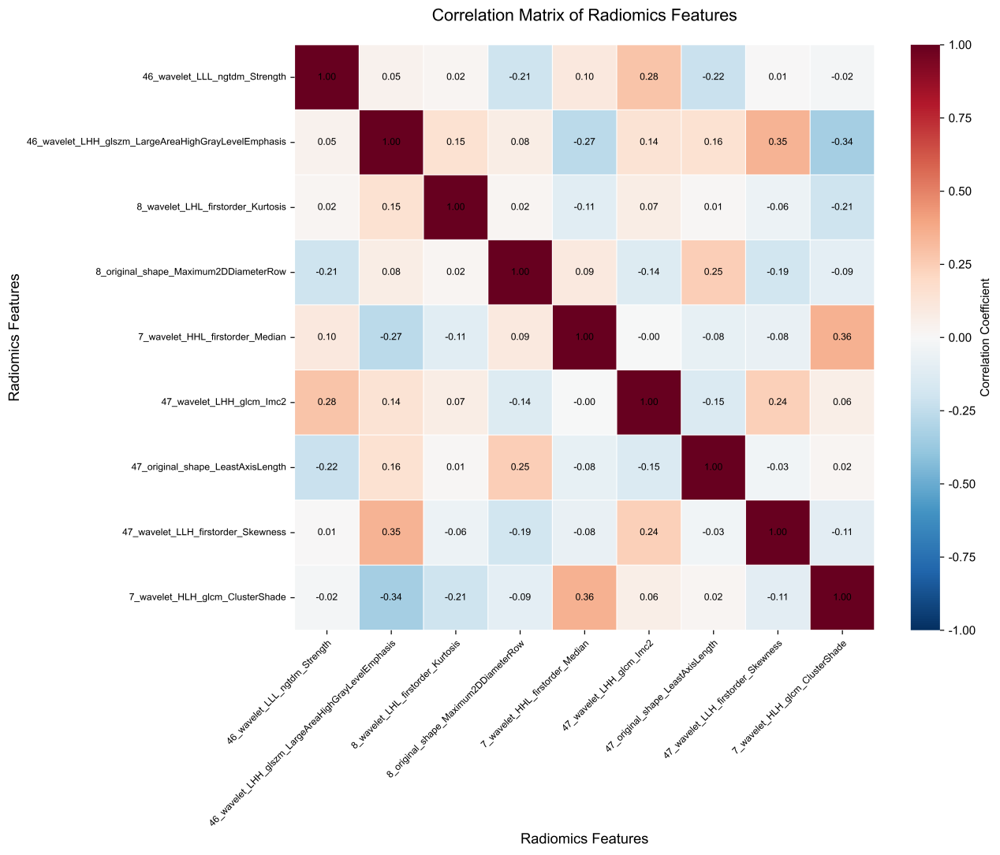 Correlation Matrix of Radiomics Features
46_wavelet_LLL_ngtdm_Strength 1.00 0.05 0.02 -0.21 0.10 0.28 -0.22 0.01 -0.02
46_wavelet_LHH_glszm_LargeAreaHighGrayLevelEmphasis 0.05 1.00 0.15 0.08 -0.27 0.14 0.16 0.35 -0.34
8_wavelet_LHL_firstorder_Kurtosis 0.02 0.15 1.00 0.02 -0.11 0.07 0.01 -0.06 -0.21
8_original_shape_Maximum2DDiameterRow -0.21 0.08 0.02 1.00 0.09 -0.14 0.25 -0.19 -0.09
7_wavelet_HHL_firstorder_Median 0.10 -0.27 -0.11 0.09 1.00 -0.00 -0.08 -0.08 0.36
47_wavelet_LHH_glcm_Imc2 0.28 0.14 0.07 -0.14 -0.00 1.00 -0.15 0.24 0.06
47_original_shape_LeastAxisLength -0.22 0.16 0.01 0.25 -0.08 -0.15 1.00 -0.03 0.02
47_wavelet_LLH_firstorder_Skewness 0.01 0.35 -0.06 -0.19 -0.08 0.24 -0.03 1.00 -0.11
7_wavelet_HLH_glcm_ClusterShade -0.02 -0.34 -0.21 -0.09 0.36 0.06 0.02 -0.11 1.00
Radiomics Features
46_wavelet_LLL_ngtdm_Strength
46_wavelet_LHH_glszm_LargeAreaHighGrayLevelEmphasis
8_wavelet_LHL_firstorder_Kurtosis
8_original_shape_Maximum2DDiameterRow
7_wavelet_HHL_firstorder_Median
47_wavelet_LHH_glcm_Imc2
47_original_shape_LeastAxisLength
47_wavelet_LLH_firstorder_Skewness
7_wavelet_HLH_glcm_ClusterShade
Radiomics Features
1.00
0.75
0.50
0.25
0.00
-0.25
-0.50
-0.75
-1.00
Correlation Coefficient